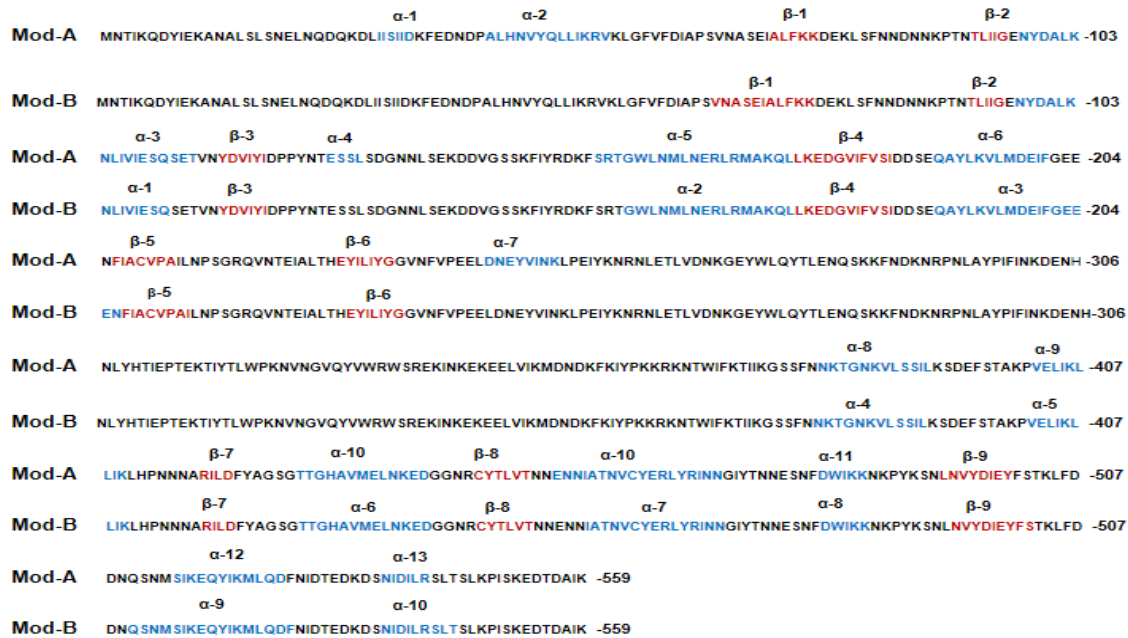 α-1 α-2 β-1 β-2
Mod-A MNTIKQDYIEKANALSLSNELNQDQKDLIISIIDKFEDNDPALHNVYQLLIKRVKLGFVFDIAPSVNASEIALFKKDEKLSFNNDNNKPTNTLIIGENYDALK -103
β-1 β-2
Mod-B MNTIKQDYIEKANALSLSNELNQDQKDLIISIIDKFEDNDPALHNVYQLLIKRVKLGFVFDIAPSVNASEIALFKKDEKLSFNNDNNKPTNTLIIGENYDALK -103
α-3 β-3 α-4 α-5 β-4 α-6
Mod-A NLIVIESQSETVNYDVIYIDPPYNTESSLSDGNNLSEKDDVGSSKFIYRDKFSRTGWLNMLNERLRMAKQLLKEDGVIFVSIDDSEQAYLKVLMDEIFGEE -204
α-1 β-3 α-2 β-4 α-3
Mod-B NLIVIESQSETVNYDVIYIDPPYNTESSLSDGNNLSEKDDVGSSKFIYRDKFSRTGWLNMLNERLRMAKQLLKEDGVIFVSIDDSEQAYLKVLMDEIFGEE -204
β-5 β-6 α-7
Mod-A NFIACVPAILNPSGRQVNTEIALTHEYILIYGGVNFVPEELDNEYVINKLPEIYKNRNLETLVDNKGEYWLQYTLENQSKKFNDKNRPNLAYPIFINKDENH -306
β-5 β-6
Mod-B ENFIACVPAILNPSGRQVNTEIALTHEYILIYGGVNFVPEELDNEYVINKLPEIYKNRNLETLVDNKGEYWLQYTLENQSKKFNDKNRPNLAYPIFINKDENH-306
α-8 α-9
Mod-A NLYHTIEPTEKTIYTLWPKNVNGVQYVWRWSREKINKEKEELVIKMDNDKFKIYPKKRKNTWIFKTIIKGSSFNNKTGNKVLSSILKSDEFSTAKPVELIKL -407
α-4 α-5
Mod-B NLYHTIEPTEKTIYTLWPKNVNGVQYVWRWSREKINKEKEELVIKMDNDKFKIYPKKRKNTWIFKTIIKGSSFNNKTGNKVLSSILKSDEFSTAKPVELIKL -407
β-7 α-10 β-8 α-10 α-11 β-9
Mod-A LIKLHPNNNARILDFYAGSGTTGHAVMELNKEDGGNRCYTLVTNNENNIATNVCYERLYRINNGIYTNNESNFDWIKKNKPYKSNLNVYDIEYFSTKLFD -507
β-7 α-6 β-8 α-7 α-8 β-9
Mod-B LIKLHPNNNARILDFYAGSGTTGHAVMELNKEDGGNRCYTLVTNNENNIATNVCYERLYRINNGIYTNNESNFDWIKKNKPYKSNLNVYDIEYFSTKLFD -507
α-12 α-13
Mod-A DNQSNMSIKEQYIKMLQDFNIDTEDKDSNIDILRSLTSLKPISKEDTDAIK -559
α-9 α-10
Mod-B DNQSNMSIKEQYIKMLQDFNIDTEDKDSNIDILRSLTSLKPISKEDTDAIK -559